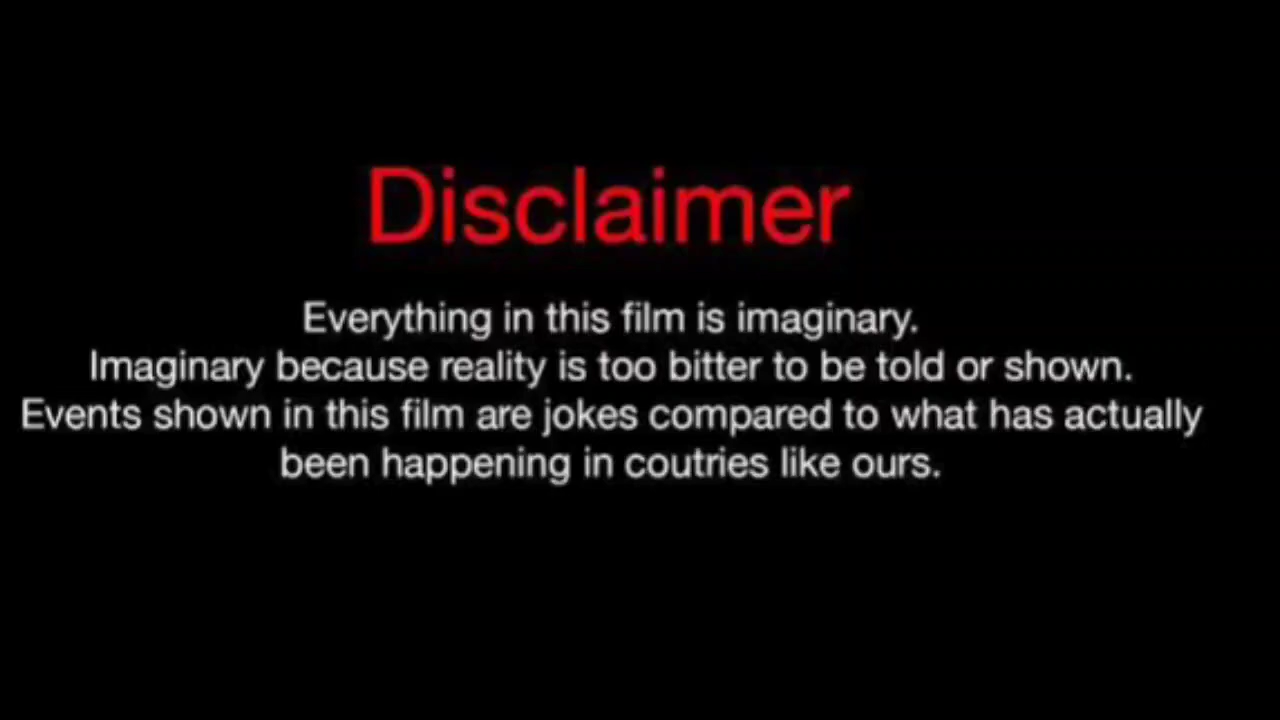 Disclaimer
Everything in this film is imaginary.
Imaginary because reality is too bitter to be told or shown.
Events shown in this film are jokes compared to what has actually
been happening in coutries like ours.